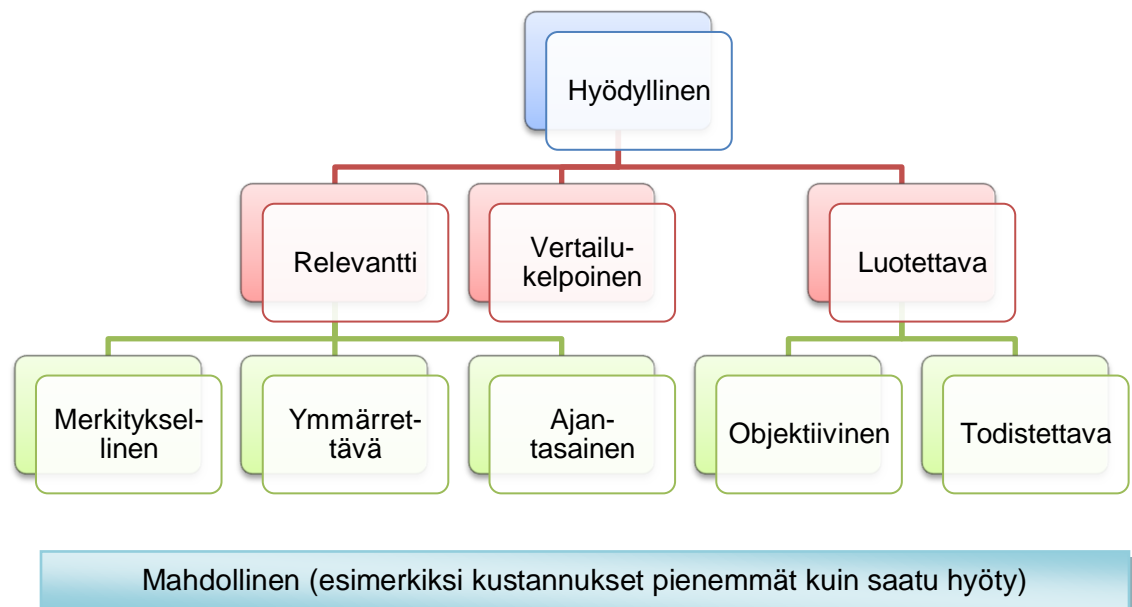 Hyödyllinen
Relevantti
Vertailu-
kelpoinen
Luotettava
Merkityksel-
linen
Ymmärret-
tävä
Ajan-
tasainen
Objektiivinen
Todistettava
Mahdollinen (esimerkiksi kustannukset pienemmät kuin saatu hyöty)